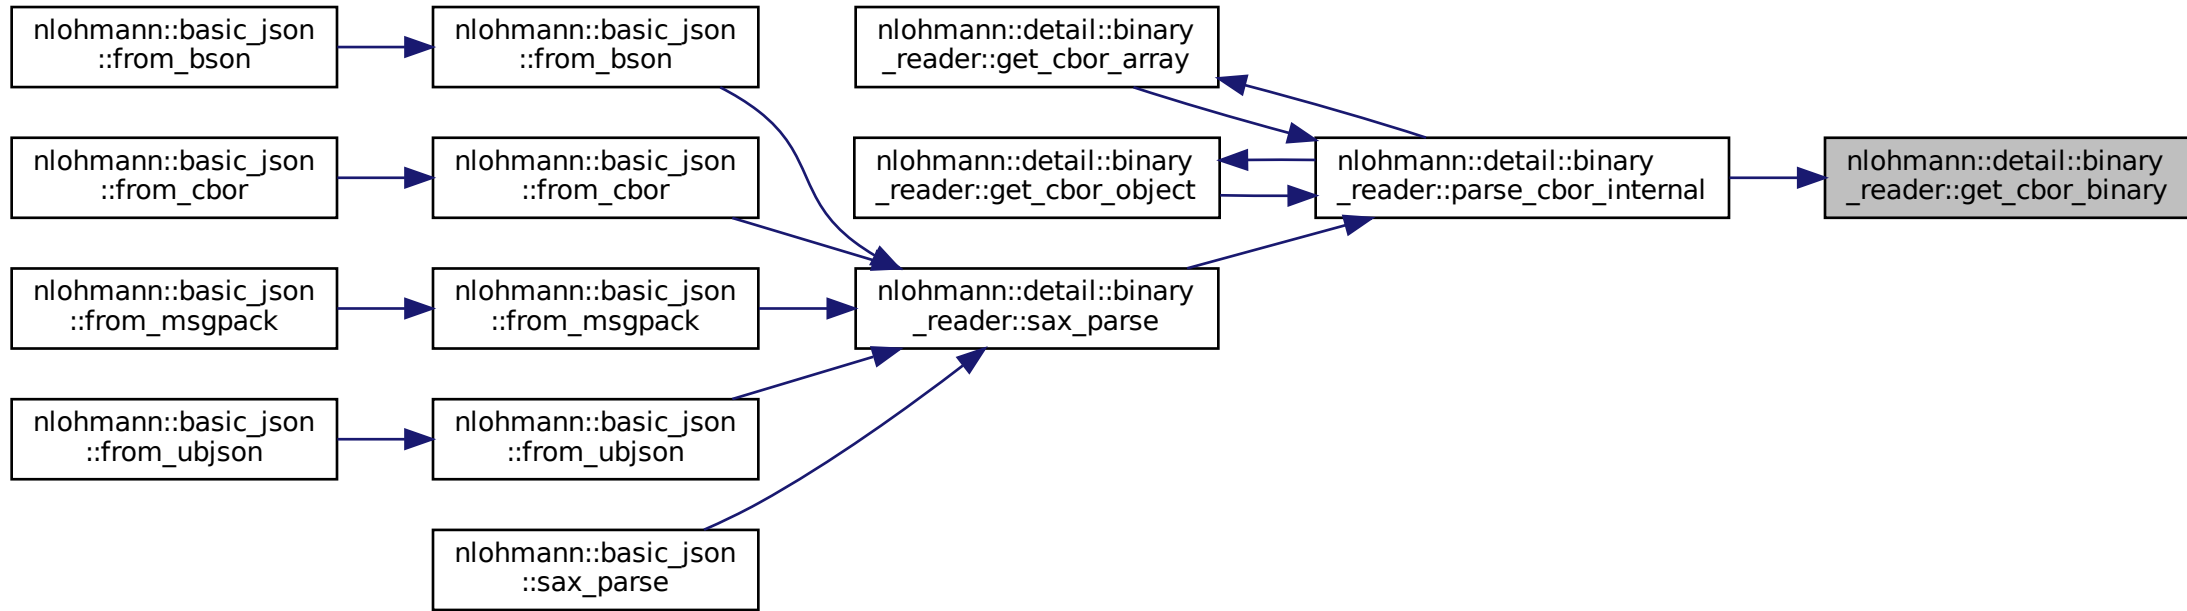 nlohmann::basic_json
::from_bson
nlohmann::basic_json
::from_bson
nlohmann::detail::binary
_reader::get_cbor_array
nlohmann::basic_json
::from_cbor
nlohmann::basic_json
::from_cbor
nlohmann::detail::binary
_reader::get_cbor_object
nlohmann::detail::binary
_reader::parse_cbor_internal
nlohmann::detail::binary
_reader::get_cbor_binary
nlohmann::basic_json
::from_msgpack
nlohmann::basic_json
::from_msgpack
nlohmann::detail::binary
_reader::sax_parse
nlohmann::basic_json
::from_ubjson
nlohmann::basic_json
::from_ubjson
nlohmann::basic_json
::sax_parse